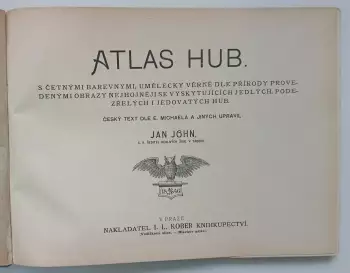 ATLAS HUB.
S ČETNÝMI BAREVNÝMI, UMĚLECKY VĚRNĚ DLE PŘÍRODY PROVE-
DENÝMI OBRAZY NEJHOJNĚJI SE VYSKYTUJÍCÍCH JEDLÝCH, PODE-
ZŘELÝCH I JEDOVATÝCH HUB.
ČESKÝ TEXT DLE E. MICHAELA A JINÝCH UPRAVIL
JAN JOHN,
V PRAZE
NAKLADATEL I. L. KOBER KNIHKUPECTVÍ.